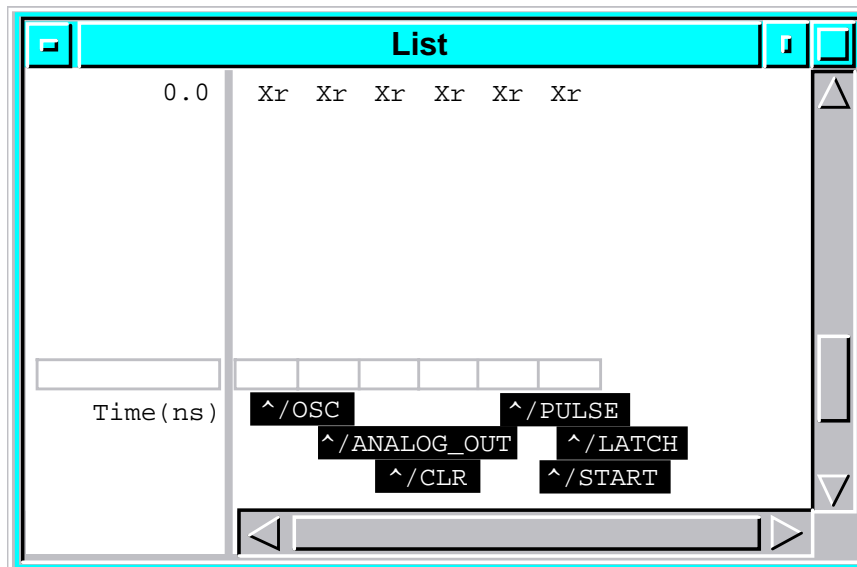 List
0.0 Xr Xr Xr Xr Xr Xr
Time(ns) ^/OSC ^/PULSE
^/ANALOG_OUT ^/LATCH
^/CLR ^/START